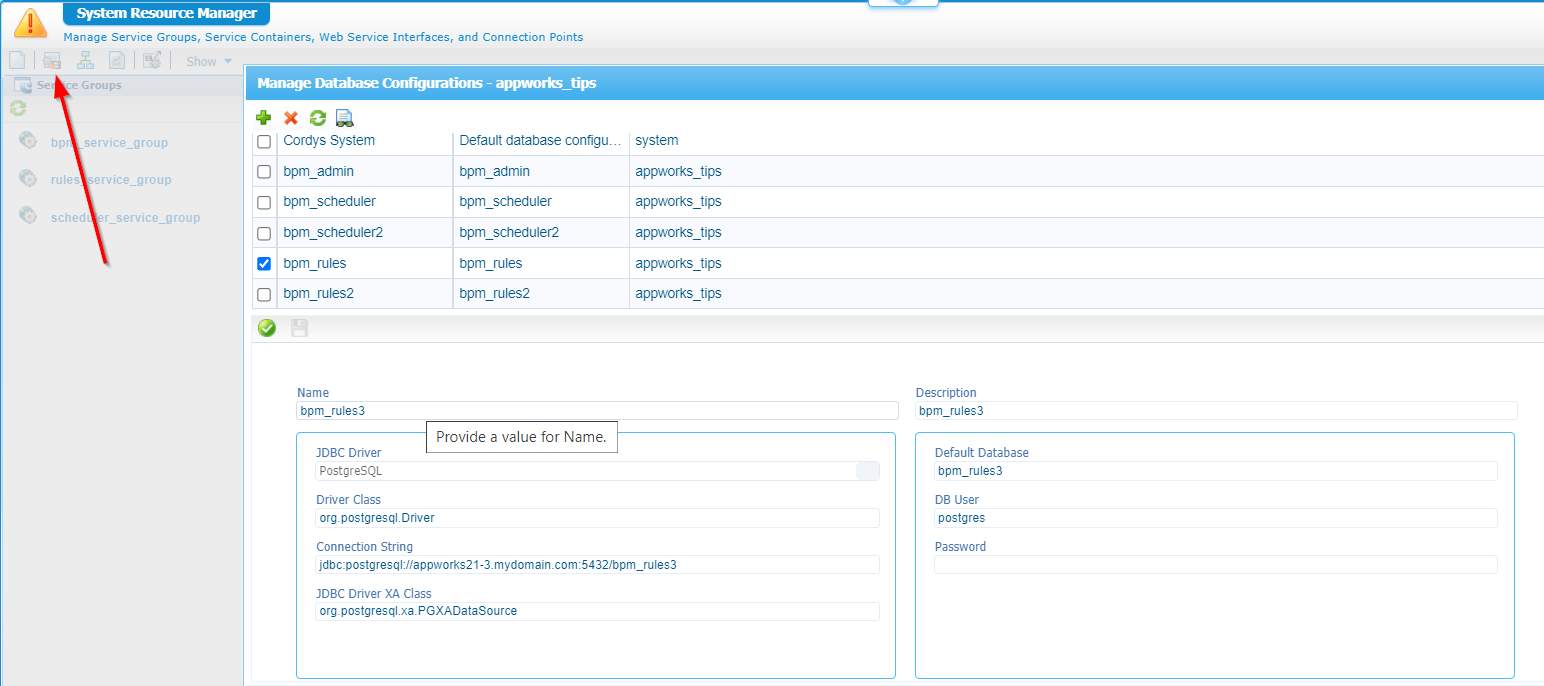 System Resource Manager
Manage Service Groups, Service Containers, Web Service Interfaces, and Connection Points
Show
Service Groups
bpm_service_group
rules_service_group
scheduler_service_group
Manage Database Configurations - appworks_tips
Cordys System Default database configu... system
bpm_admin bpm_admin appworks_tips
bpm_scheduler bpm_scheduler appworks_tips
bpm_scheduler2 bpm_scheduler2 appworks_tips
bpm_rules bpm_rules appworks_tips
bpm_rules2 bpm_rules2 appworks_tips
Name
bpm_rules3
Description
bpm_rules3
Provide a value for Name.
JDBC Driver
PostgreSQL
Driver Class
org.postgresql.Driver
Connection String
jdbc:postgresql://appworks21-3.mydomain.com:5432/bpm_rules3
JDBC Driver XA Class
org.postgresql.xa.PGXADataSource
Default Database
bpm_rules3
DB User
postgres
Password